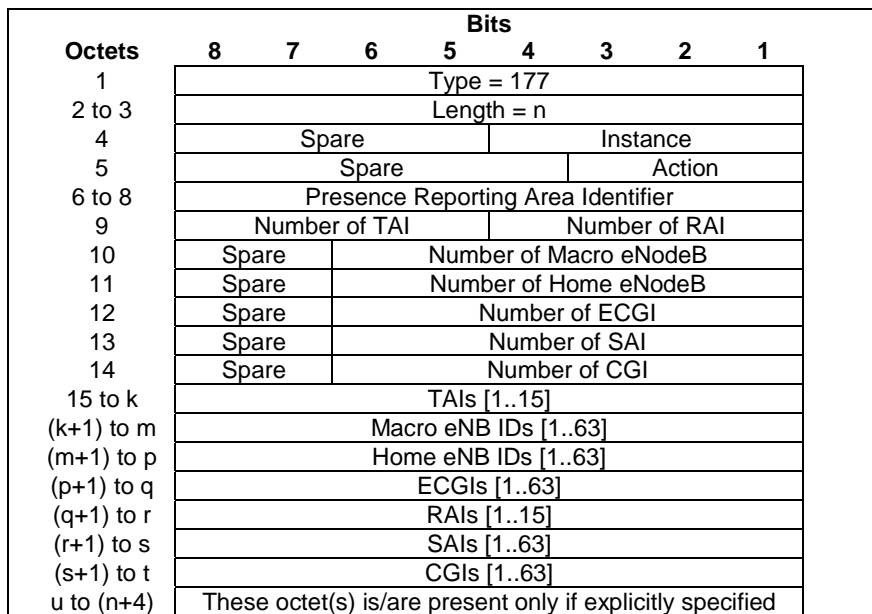 Bits
Octets 8 7 6 5 4 3 2 1
1 Type = 177
2 to 3 Length = n
4 Spare Instance
5 Spare Action
6 to 8 Presence Reporting Area Identifier
9 Number of TAI Number of RAI
10 Spare Number of Macro eNodeB
11 Spare Number of Home eNodeB
12 Spare Number of ECGI
13 Spare Number of SAI
14 Spare Number of CGI
15 to k TAIs [1..15]
(k+1) to m Macro eNB IDs [1..63]
(m+1) to p Home eNB IDs [1..63]
(p+1) to q ECGIs [1..63]
(q+1) to r RAIs [1..15]
(r+1) to s SAIs [1..63]
(s+1) to t CGIs [1..63]
u to (n+4) These octet(s) is/are present only if explicitly specified